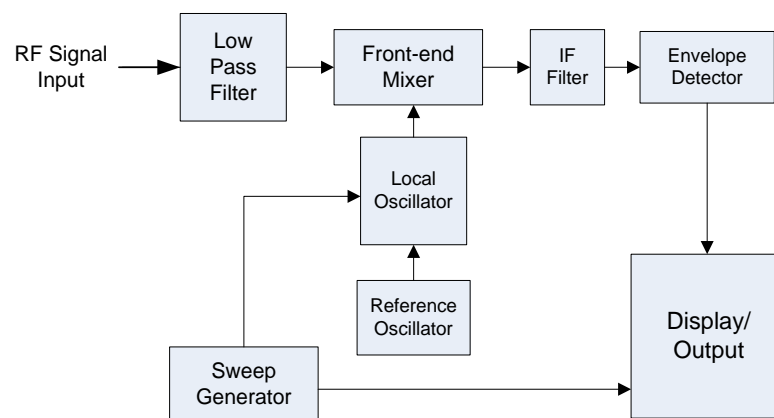 RF Signal
Input
Low
Pass
Filter
Front-end
Mixer
IF
Filter
Envelope
Detector
Local
Oscillator
Reference
Oscillator
Display/
Output
Sweep
Generator